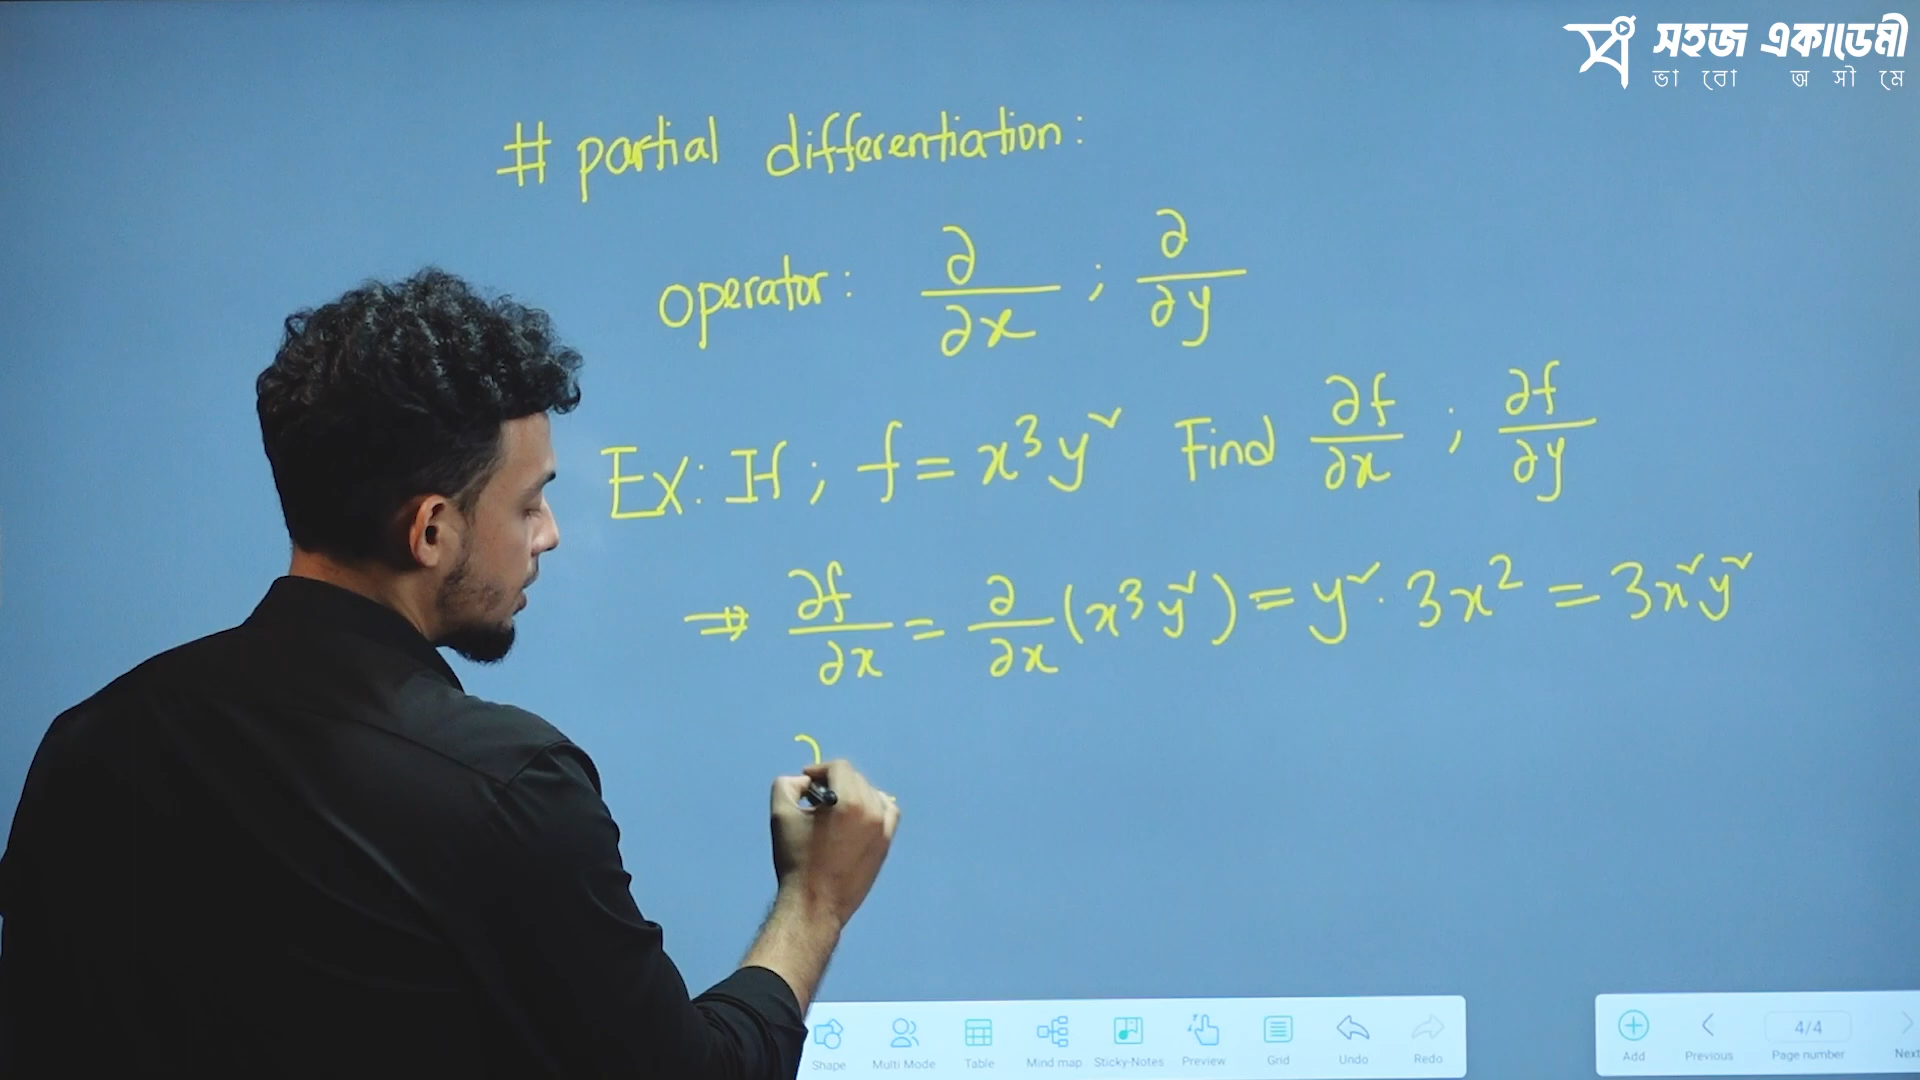 সহজ একাডেমী
ভাবো অসীমে
# partial differentiation:
operator: ∂/∂x ; ∂/∂y
Ex: If ; f = x³y² Find ∂f/∂x ; ∂f/∂y
⇒ ∂f/∂x = ∂/∂x (x³y²) = y² · 3x² = 3x²y²
∂
Shape Multi Mode Table Mind map Sticky-Notes Preview Grid Undo Redo Add Previous 4/4 Page number Next